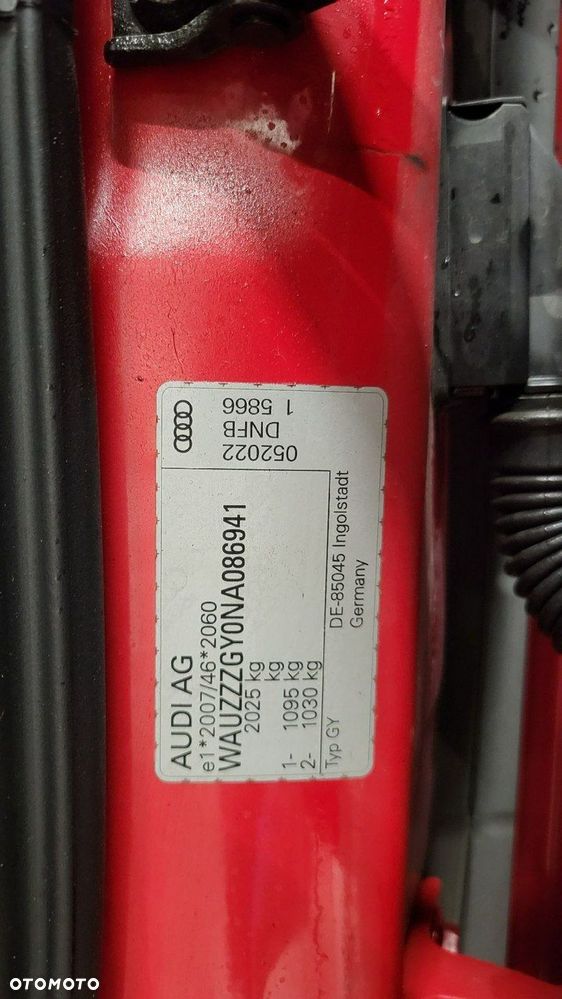 AUDI AG
e1*2007/46*2060
WAUZZZGY0NA086941
2025 kg
kg
1- 1095 kg
2- 1030 kg
Typ GY
DE-85045 Ingolstadt
Germany
052022
DNFB
1 5866
OTOMOTO